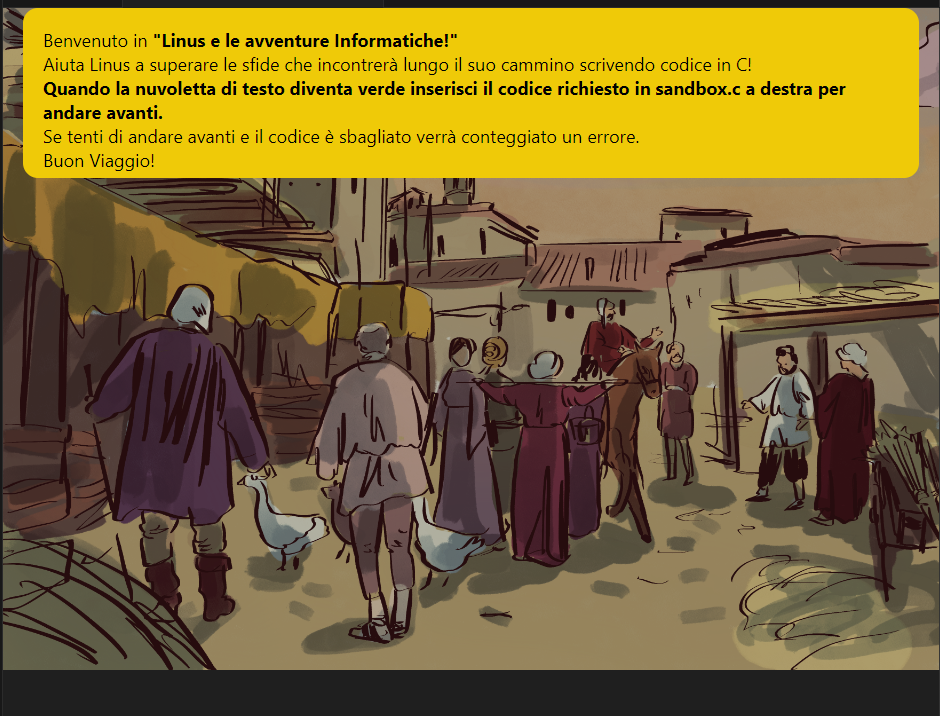 Benvenuto in "Linus e le avventure Informatiche!"
Aiuta Linus a superare le sfide che incontrerà lungo il suo cammino scrivendo codice in C!
Quando la nuvoletta di testo diventa verde inserisci il codice richiesto in sandbox.c a destra per
andare avanti.
Se tenti di andare avanti e il codice è sbagliato verrà conteggiato un errore.
Buon Viaggio!